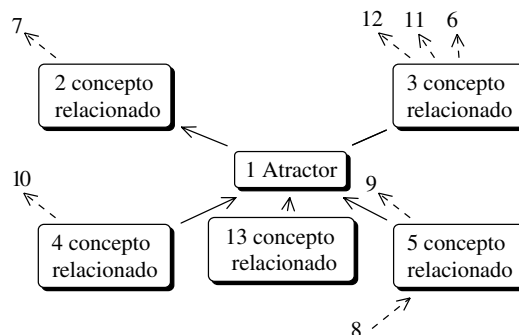 7
12 11 6
2 concepto
relacionado
3 concepto
relacionado
1 Atractor
10
9
4 concepto
relacionado
13 concepto
relacionado
5 concepto
relacionado
8